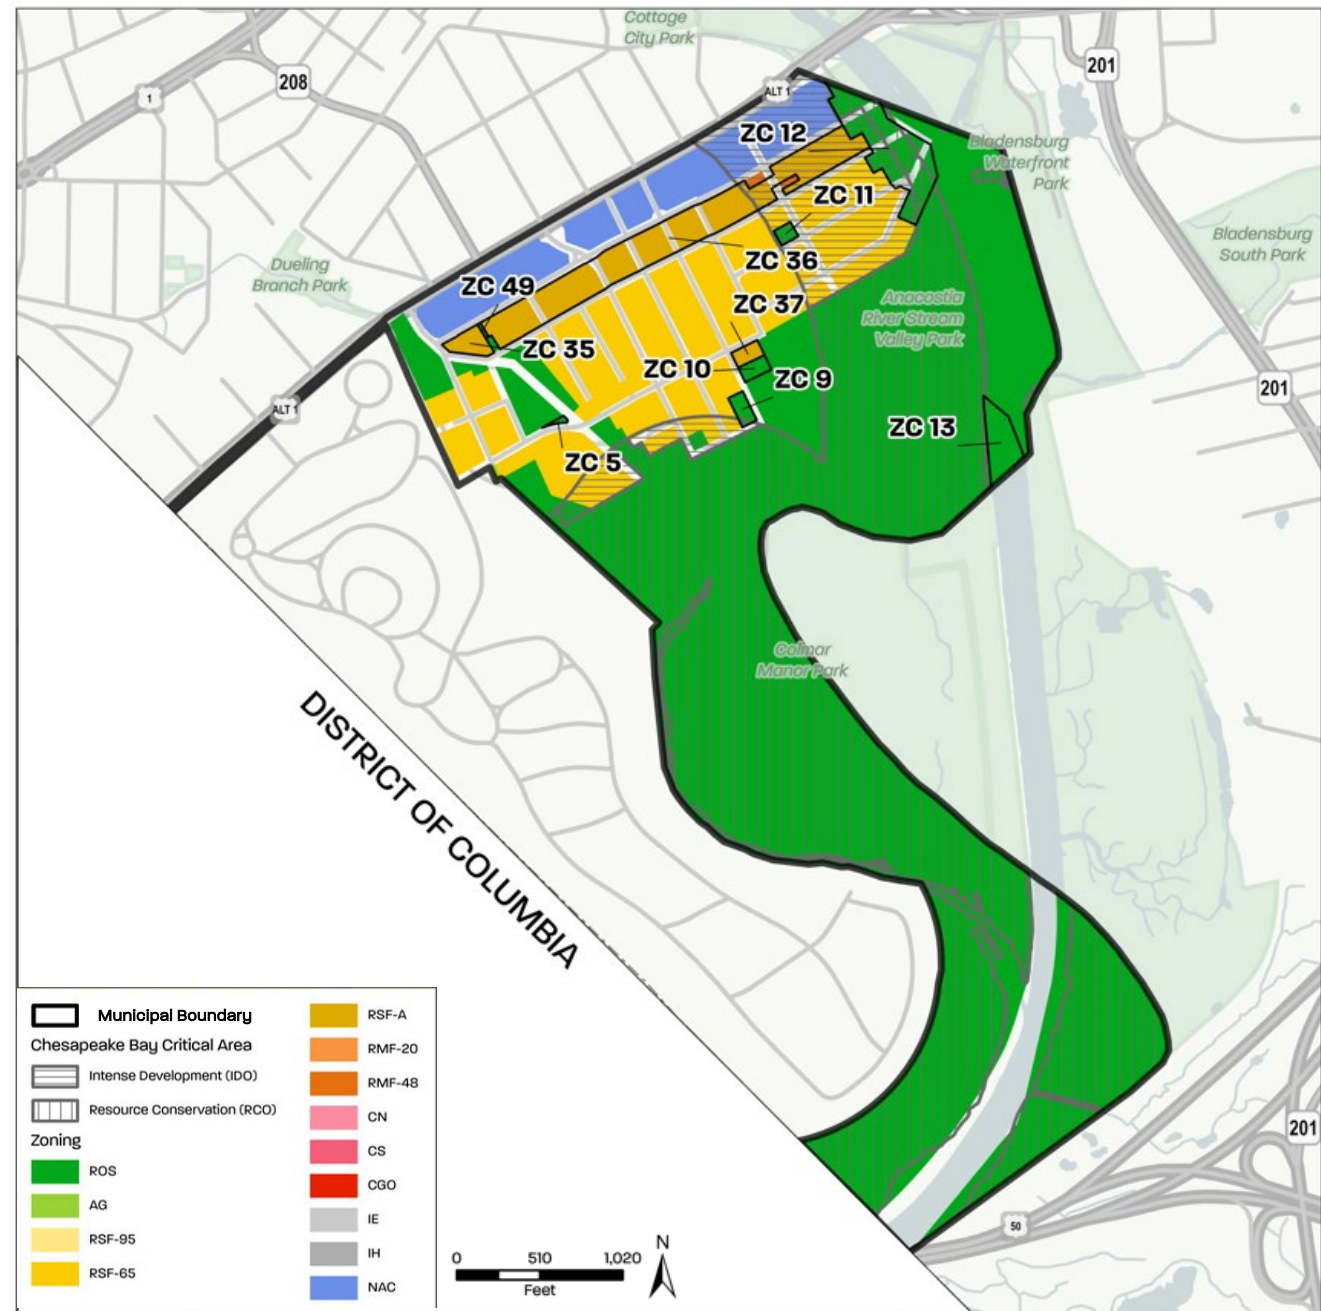 Cottage
City Park
201
208
1
ALT 1
ZC 12
Bladensburg
Waterfront
Park
ZC 11
Bladensburg
South Park
Dueling
Branch Park
ZC 36
ZC 49
ZC 37
Anacostia
River Stream
Valley Park
ZC 35
ZC 10
ZC 9
201
ALT 1
ZC 13
ZC 5
Colmar
Manor Park
DISTRICT OF COLUMBIA
201
50
Municipal Boundary
Chesapeake Bay Critical Area
Intense Development (IDO)
Resource Conservation (RCO)
Zoning
ROS
AG
RSF-95
RSF-65
RSF-A
RMF-20
RMF-48
CN
CS
CGO
IE
IH
NAC
0 510 1,020
Feet
N